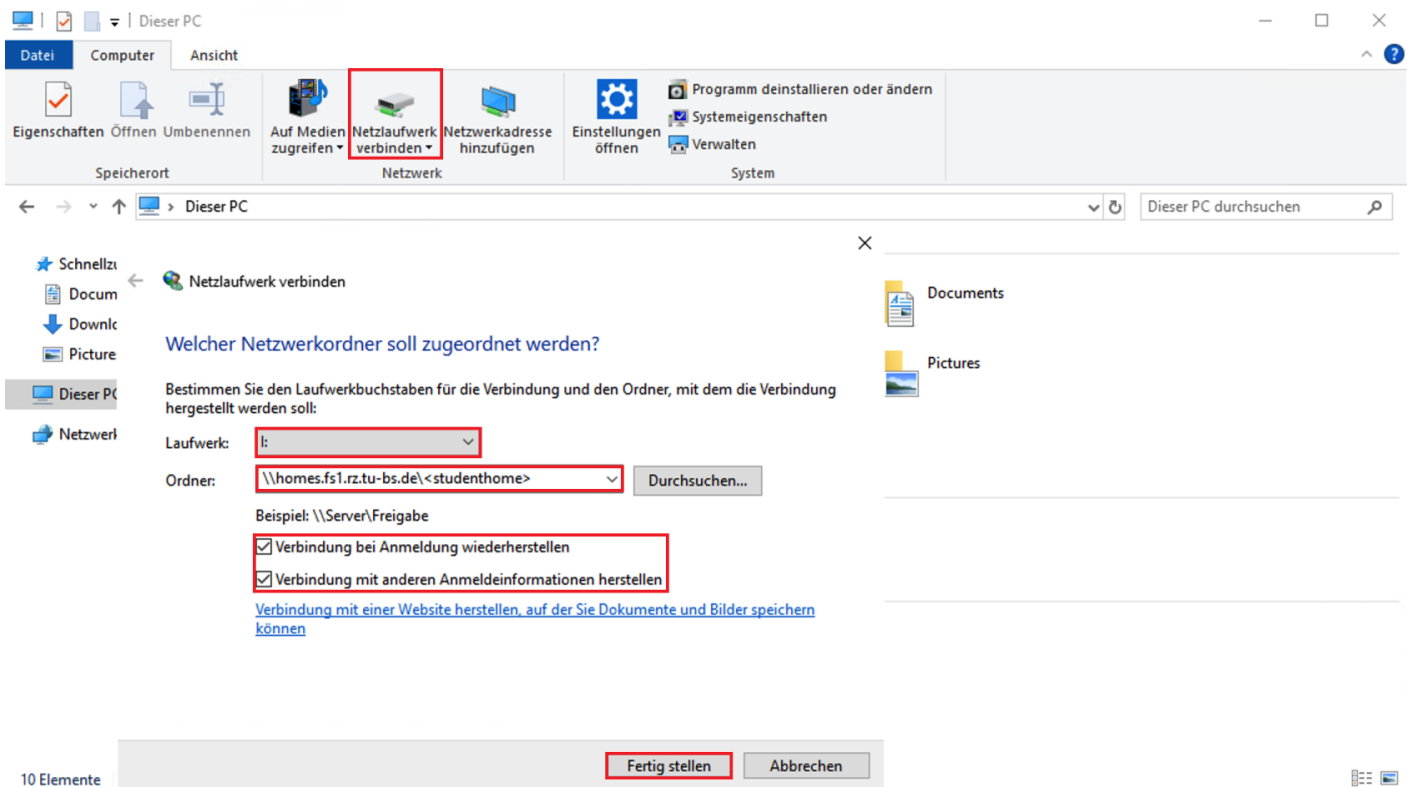 Dieser PC
Datei Computer Ansicht
Eigenschaften Öffnen Umbenennen
Auf Medien zugreifen
Netzlaufwerk verbinden
Netzwerkadresse hinzufügen
Einstellungen öffnen
Programm deinstallieren oder ändern
Systemeigenschaften
Verwalten
Speicherort Netzwerk System
Dieser PC
Dieser PC durchsuchen
Schnellzu
Docum
Downlo
Picture
Dieser PC
Netzwerk
Netzlaufwerk verbinden
Welcher Netzwerkordner soll zugeordnet werden?
Bestimmen Sie den Laufwerkbuchstaben für die Verbindung und den Ordner, mit dem die Verbindung
hergestellt werden soll:
Laufwerk: I:
Ordner: \\homes.fs1.rz.tu-bs.de\<studenthome> Durchsuchen...
Beispiel: \\Server\Freigabe
Verbindung bei Anmeldung wiederherstellen
Verbindung mit anderen Anmeldeinformationen herstellen
Verbindung mit einer Website herstellen, auf der Sie Dokumente und Bilder speichern
können
Fertig stellen Abbrechen
Documents
Pictures
10 Elemente